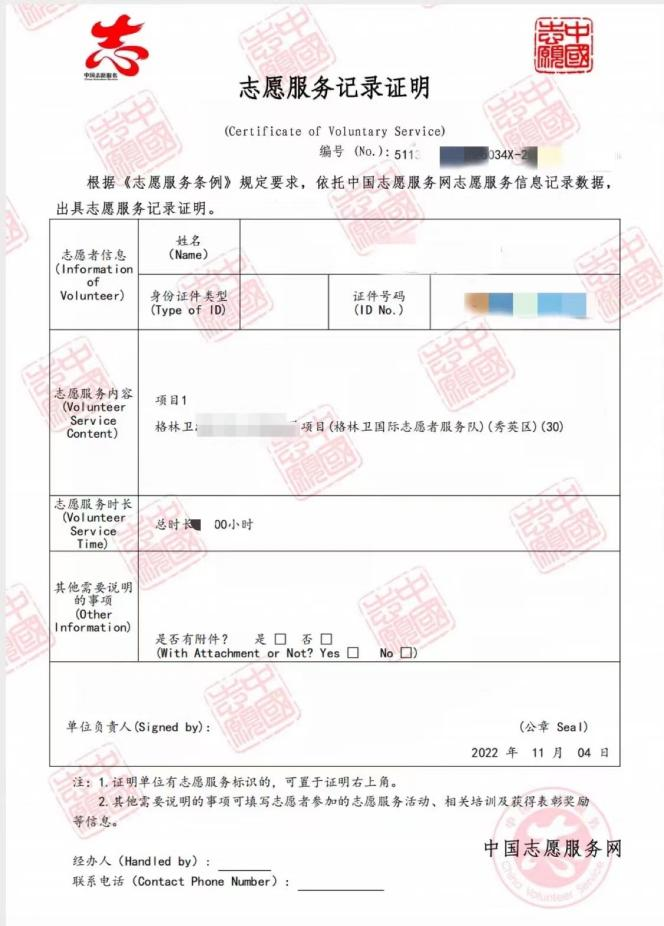 志
中国志愿服务
中国志愿
志愿服务记录证明
(Certificate of Voluntary Service)
编号 (No.): 5113 034X-2
根据《志愿服务条例》规定要求，依托中国志愿服务网志愿服务信息记录数据，
出具志愿服务记录证明。
志愿者信息
(Information
of
Volunteer)
姓名
(Name)
身份证件类型
(Type of ID)
证件号码
(ID No.)
志愿服务内容
(Volunteer
Service
Content)
项目1
格林卫 项目(格林卫国际志愿者服务队)(秀英区)(30)
志愿服务时长
(Volunteer
Service
Time)
总时长 00小时
其他需要说明
的事项
(Other
Information)
是否有附件? 是 □ 否 □
(With Attachment or Not? Yes □ No □)
单位负责人(Signed by):
(公章 Seal)
2022 年 11 月 04 日
注: 1.证明单位有志愿服务标识的，可置于证明右上角。
2.其他需要说明的事项可填写志愿者参加的志愿服务活动、相关培训及获得表彰奖励
等信息。
中国志愿服务网
China Volunteer Service
经办人 (Handled by) :
联系电话 (Contact Phone Number) :